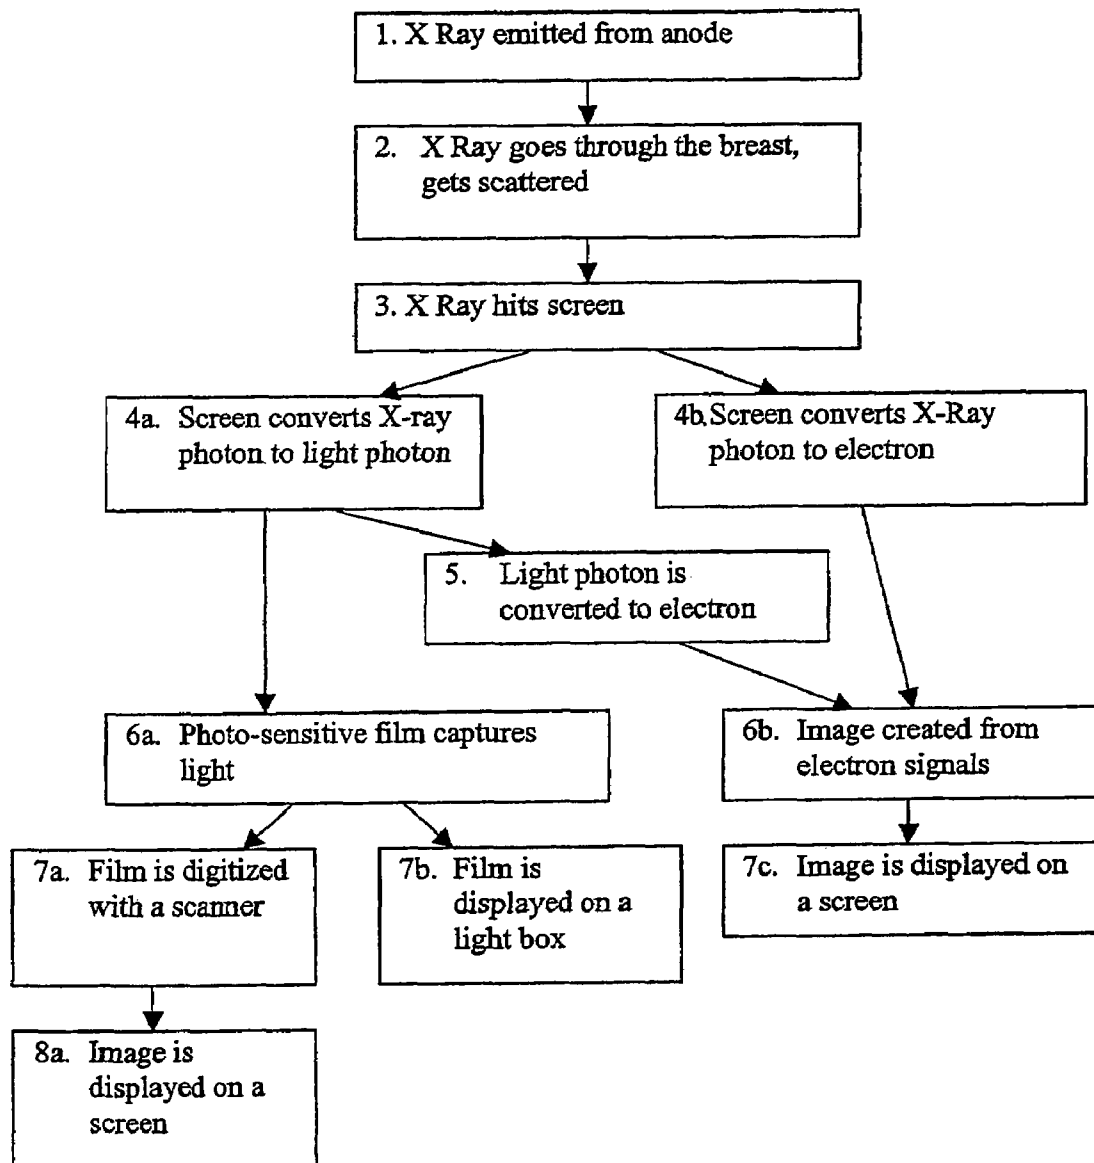 1. X Ray emitted from anode
2. X Ray goes through the breast,
gets scattered
3. X Ray hits screen
4a. Screen converts X-ray
photon to light photon
4b. Screen converts X-Ray
photon to electron
5. Light photon is
converted to electron
6a. Photo-sensitive film captures
light
6b. Image created from
electron signals
7a. Film is digitized
with a scanner
7b. Film is
displayed on a
light box
7c. Image is displayed on
a screen
8a. Image is
displayed on a
screen